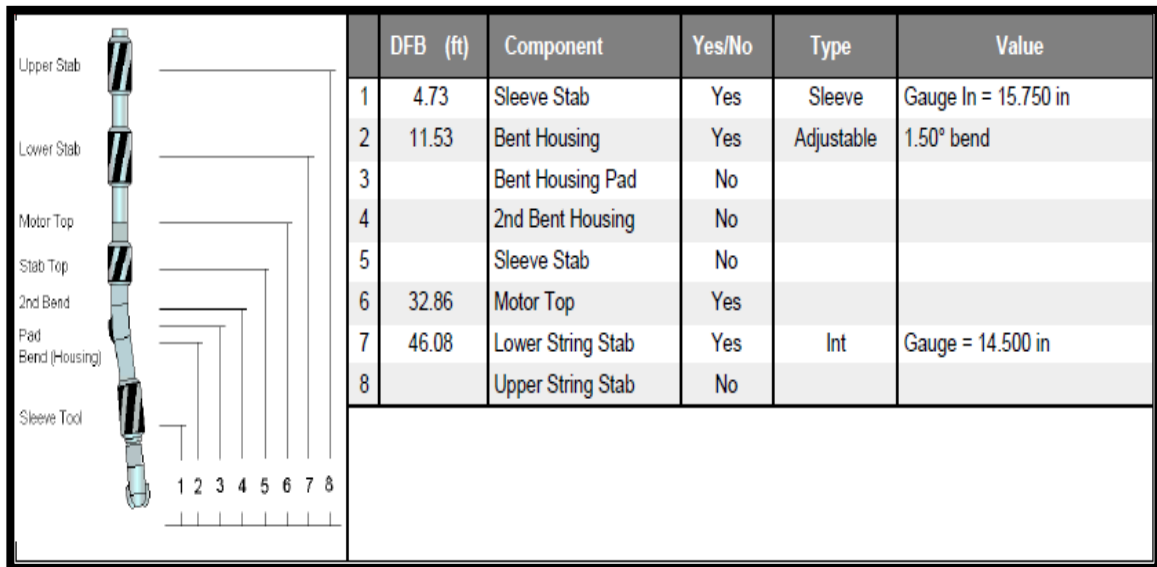 Upper Stab
Lower Stab
Motor Top
Stab Top
2nd Bend
Pad
Bend (Housing)
Sleeve Tool
1 2 3 4 5 6 7 8
DFB (ft) Component Yes/No Type Value
1 4.73 Sleeve Stab Yes Sleeve Gauge In = 15.750 in
2 11.53 Bent Housing Yes Adjustable 1.50° bend
3 Bent Housing Pad No
4 2nd Bent Housing No
5 Sleeve Stab No
6 32.86 Motor Top Yes
7 46.08 Lower String Stab Yes Int Gauge = 14.500 in
8 Upper String Stab No